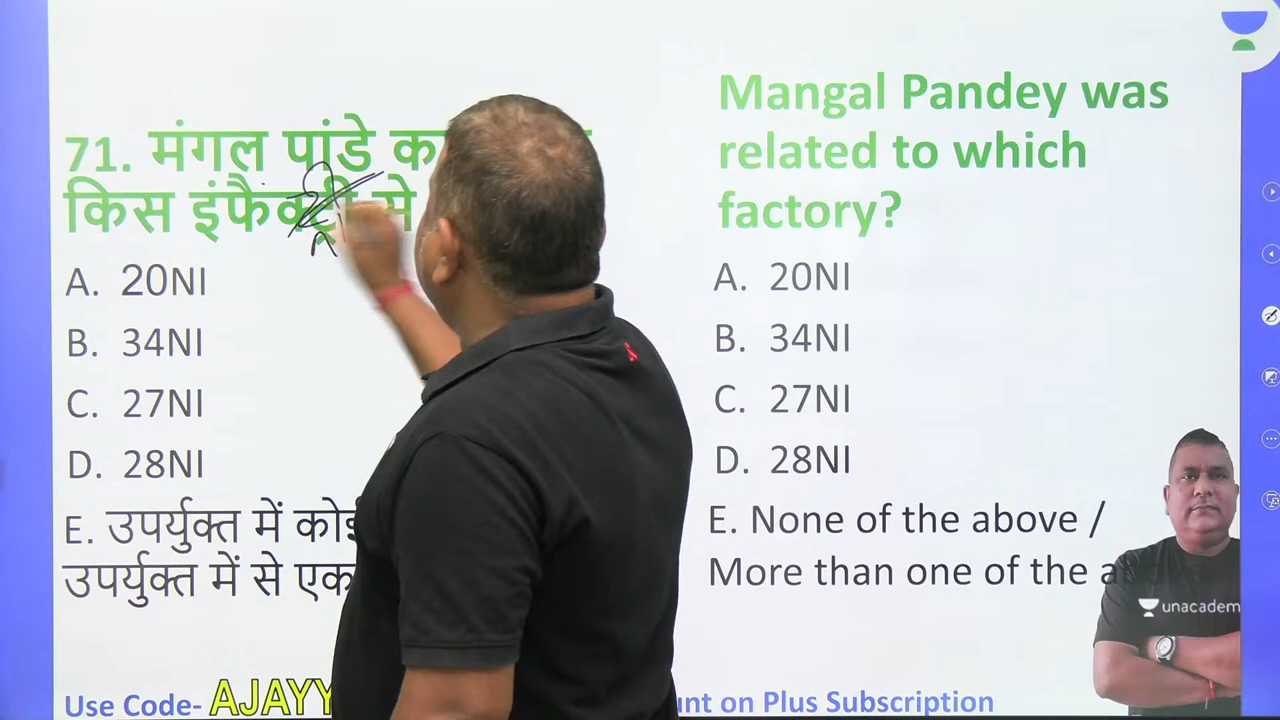 71. मंगल पांडे
किस इंफैक्ट्री से
A. 20NI
B. 34NI
C. 27NI
D. 28NI
E. उपर्युक्त में कोई
उपर्युक्त में से एक
Mangal Pandey was
related to which
factory?
A. 20NI
B. 34NI
C. 27NI
D. 28NI
E. None of the above /
More than one of the
unacadem
Use Code- AJAYY on Plus Subscription